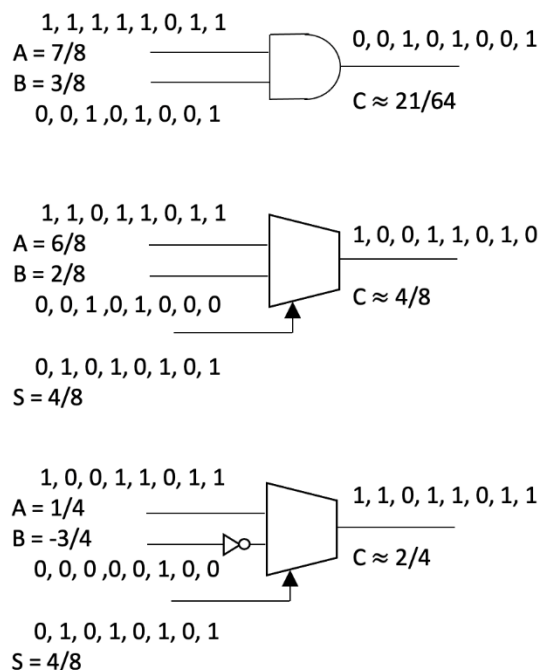 1, 1, 1, 1, 1, 0, 1, 1
0, 0, 1, 0, 1, 0, 0, 1
A = 7/8
B = 3/8
C ≈ 21/64
0, 0, 1 ,0, 1, 0, 0, 1
1, 1, 0, 1, 1, 0, 1, 1
1, 0, 0, 1, 1, 0, 1, 0
A = 6/8
B = 2/8
C ≈ 4/8
0, 0, 1 ,0, 1, 0, 0, 0
0, 1, 0, 1, 0, 1, 0, 1
S = 4/8
1, 0, 0, 1, 1, 0, 1, 1
1, 1, 0, 1, 1, 0, 1, 1
A = 1/4
B = -3/4
C ≈ 2/4
0, 0, 0 ,0, 0, 1, 0, 0
0, 1, 0, 1, 0, 1, 0, 1
S = 4/8